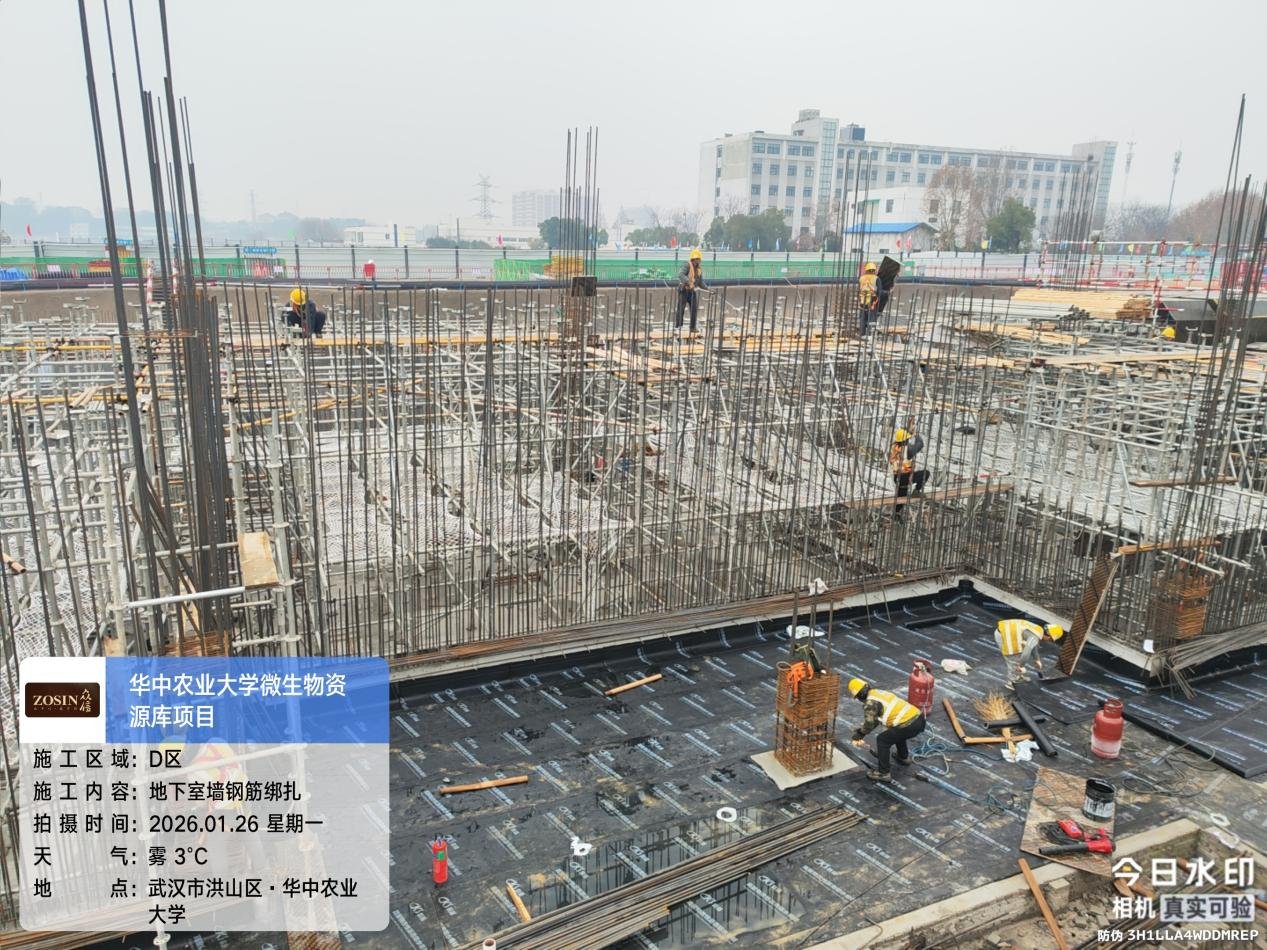 ZOSIN 众信
华中农业大学微生物资
源库项目
施工区域：D区
施工内容：地下室墙钢筋绑扎
拍摄时间：2026.01.26 星期一
天气：雾 3℃
地点：武汉市洪山区·华中农业
大学
今日水印
相机 真实可验
防伪 3H1LLA4WDDMREP